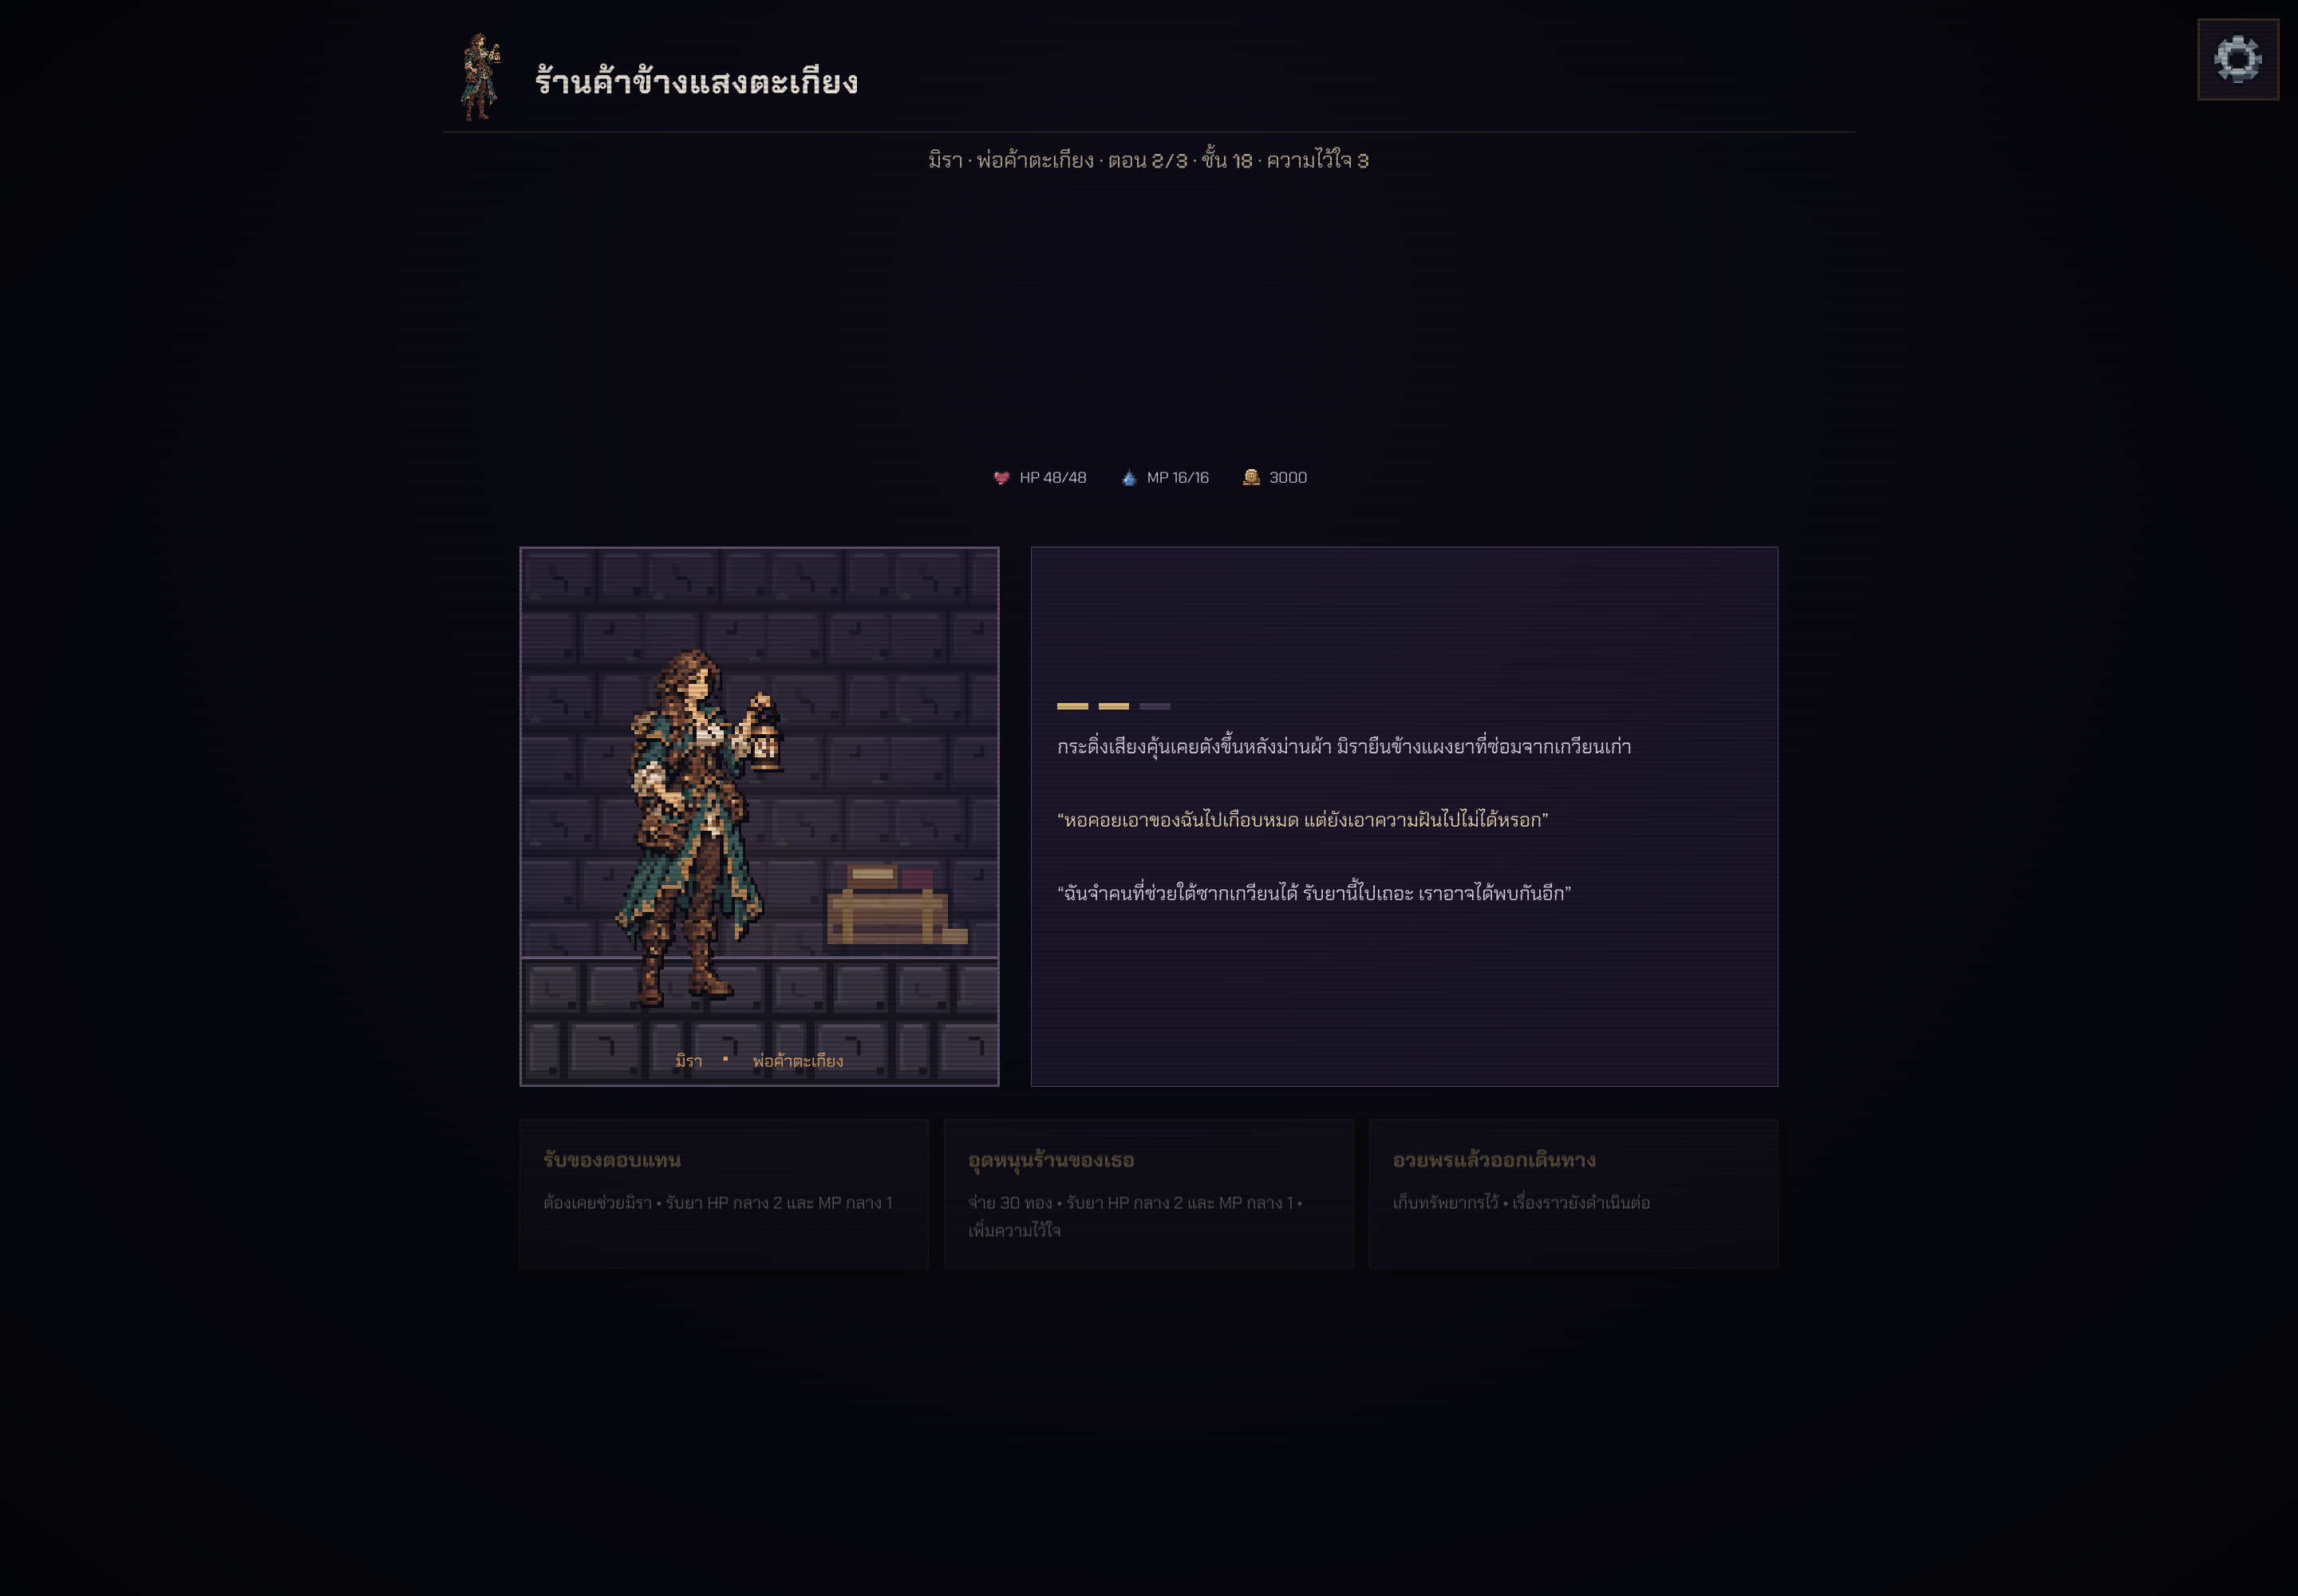 ร้านค้าข้างแสงตะเกียง
มิรา · พ่อค้าตะเกียง · ตอน 2/3 · ชั้น 18 · ความไว้ใจ 3
HP 48/48 MP 16/16 3000
กระดิ่งเสียงคุ้นเคยดังขึ้นหลังม่านผ้า มิรายืนข้างแผงยาที่ซ่อมจากเกวียนเก่า
“หอคอยเอาของฉันไปเกือบหมด แต่ยังเอาความฝันไปไม่ได้หรอก”
“ฉันจำคนที่ช่วยใต้ซากเกวียนได้ รับยานี้ไปเถอะ เราอาจได้พบกันอีก”
มิรา · พ่อค้าตะเกียง
รับของตอบแทน
ต้องเคยช่วยมิรา • รับยา HP กลาง 2 และ MP กลาง 1
อุดหนุนร้านของเธอ
จ่าย 30 ทอง • รับยา HP กลาง 2 และ MP กลาง 1 •
เพิ่มความไว้ใจ
อวยพรแล้วออกเดินทาง
เก็บทรัพยากรไว้ • เรื่องราวยังดำเนินต่อ